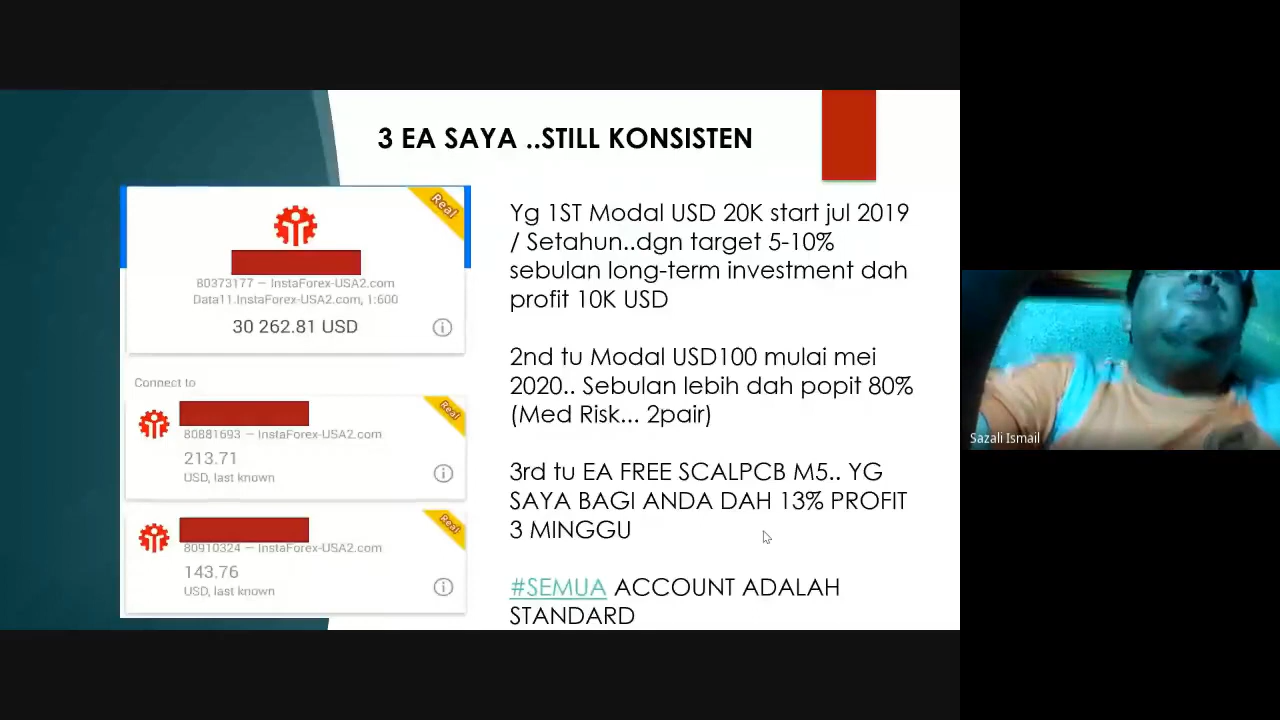 3 EA SAYA ..STILL KONSISTEN
Real
80373177 — InstaForex-USA2.com
Data11.InstaForex-USA2.com, 1:600
30 262.81 USD
Connect to
Real
80881693 — InstaForex-USA2.com
213.71
USD, last known
Real
80910324 — InstaForex-USA2.com
143.76
USD, last known
Yg 1ST Modal USD 20K start jul 2019
/ Setahun..dgn target 5-10%
sebulan long-term investment dah
profit 10K USD
2nd tu Modal USD100 mulai mei
2020.. Sebulan lebih dah popit 80%
(Med Risk... 2pair)
3rd tu EA FREE SCALPCB M5.. YG
SAYA BAGI ANDA DAH 13% PROFIT
3 MINGGU
#SEMUA ACCOUNT ADALAH
STANDARD
Sazali Ismail